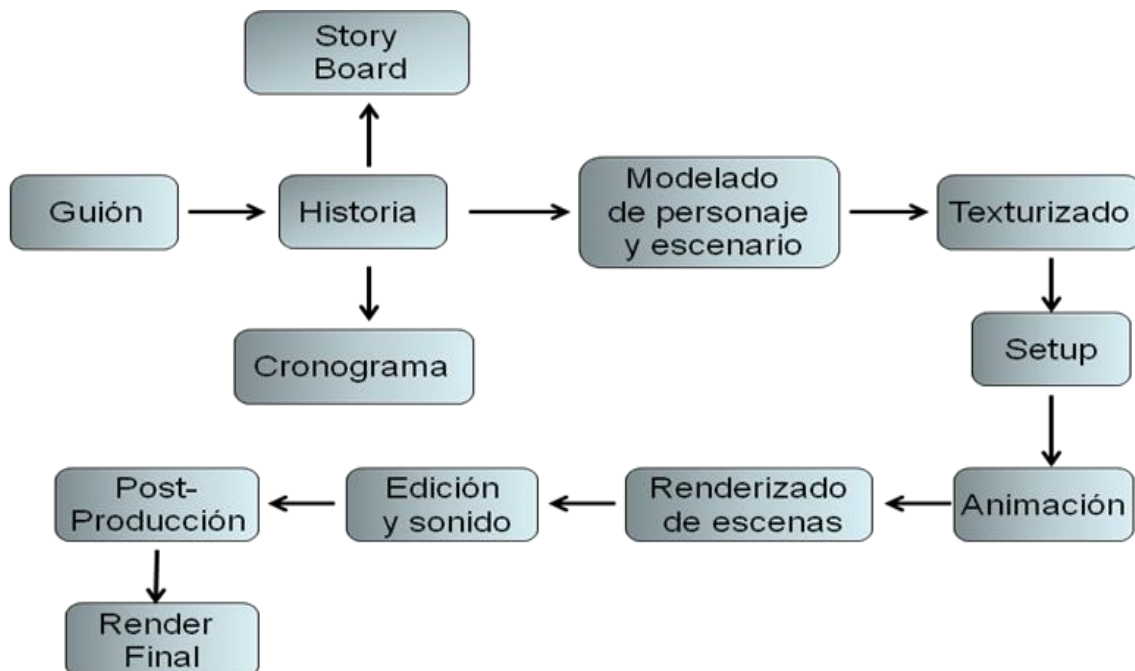 Story
Board
Guión
Historia
Modelado
de personaje
y escenario
Texturizado
Cronograma
Setup
Post-
Producción
Edición
y sonido
Renderizado
de escenas
Animación
Render
Final